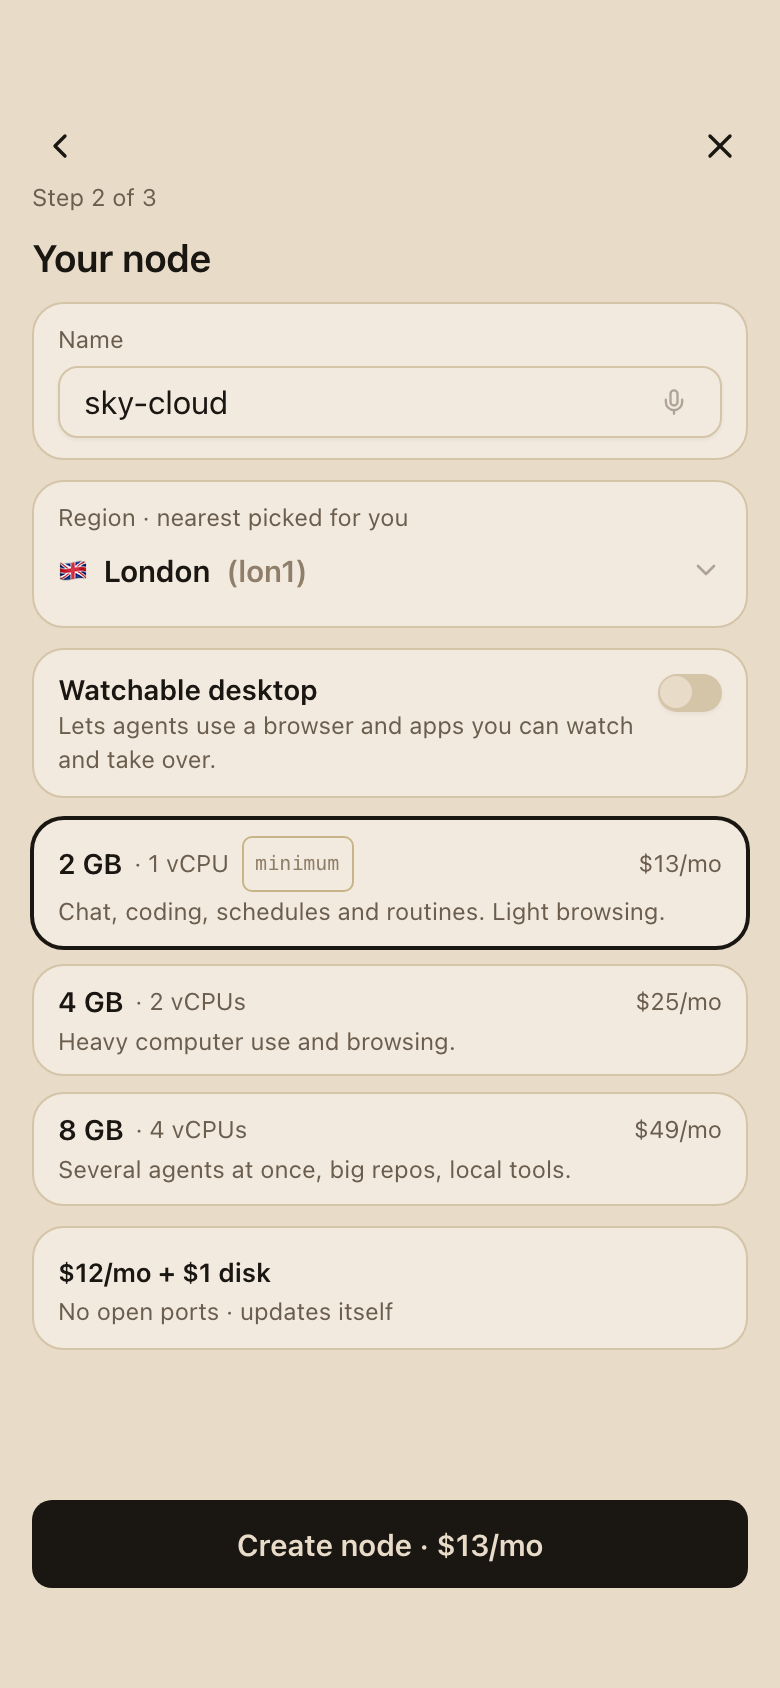 Step 2 of 3
Your node
Name
sky-cloud
Region · nearest picked for you
London (lon1)
Watchable desktop
Lets agents use a browser and apps you can watch
and take over.
2 GB · 1 vCPU minimum $13/mo
Chat, coding, schedules and routines. Light browsing.
4 GB · 2 vCPUs $25/mo
Heavy computer use and browsing.
8 GB · 4 vCPUs $49/mo
Several agents at once, big repos, local tools.
$12/mo + $1 disk
No open ports · updates itself
Create node · $13/mo